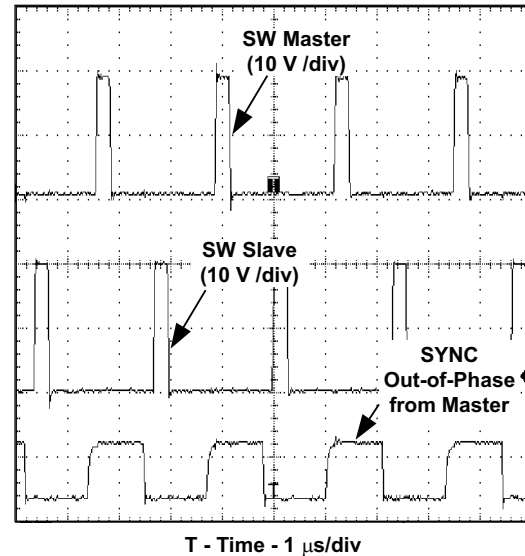 SW Master
(10 V /div)
SW Slave
(10 V /div)
SYNC
Out-of-Phase
from Master
T - Time - 1 μs/div